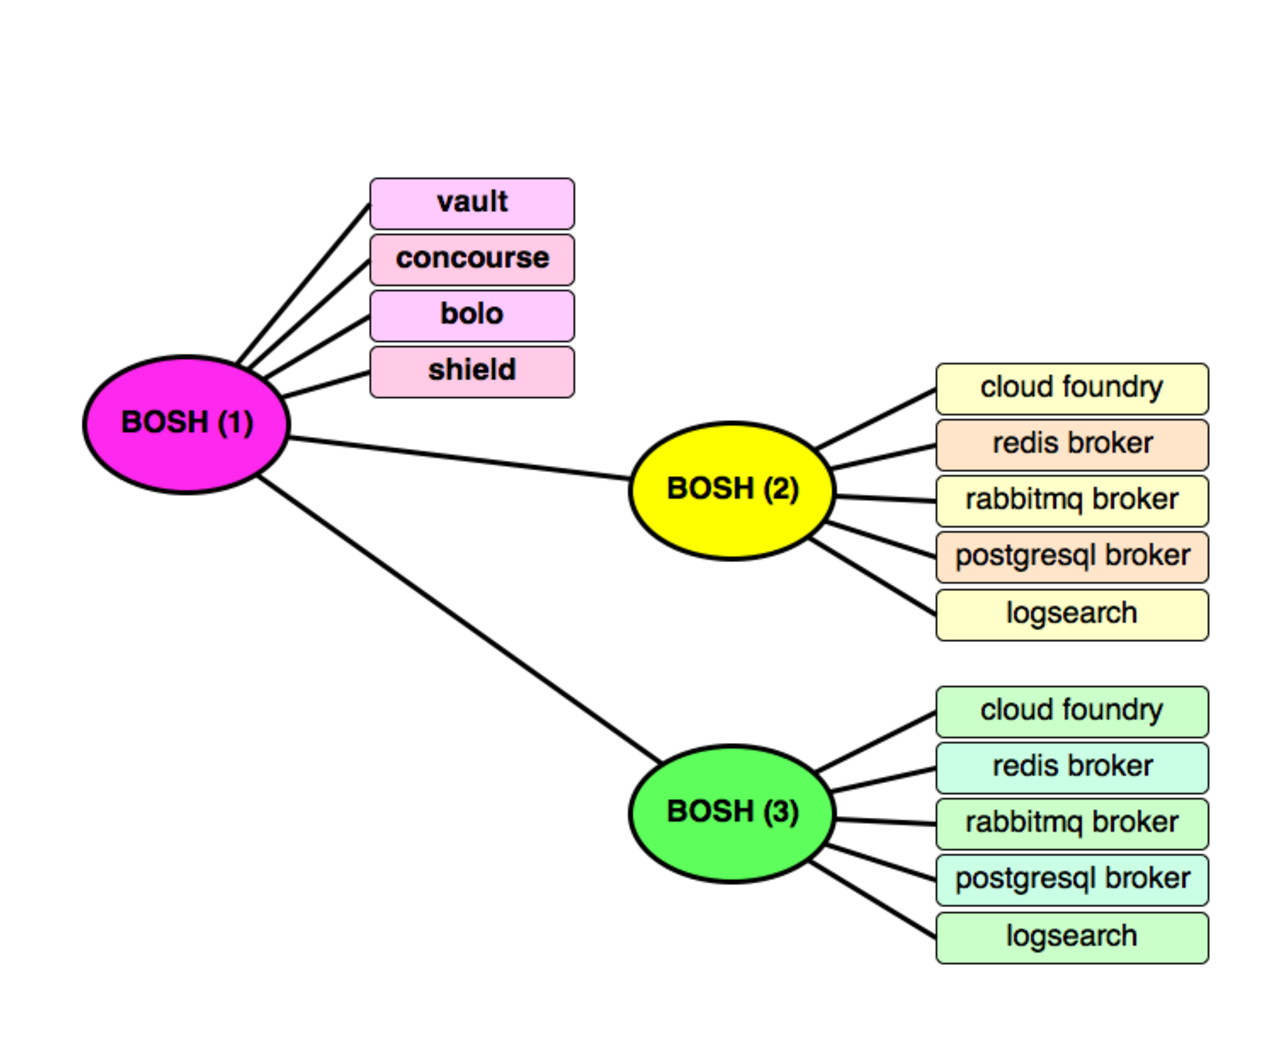 vault
concourse
bolo
shield
BOSH (1)
BOSH (2)
cloud foundry
redis broker
rabbitmq broker
postgresql broker
logsearch
BOSH (3)
cloud foundry
redis broker
rabbitmq broker
postgresql broker
logsearch